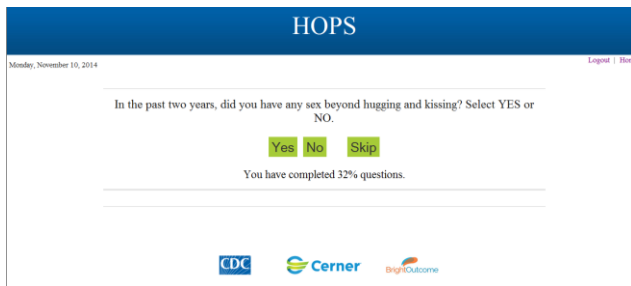 HOPS
Monday, November 10, 2014
Logout | Hom
In the past two years, did you have any sex beyond hugging and kissing? Select YES or
NO.
Yes No Skip
You have completed 32% questions.
CDC Cerner BrightOutcome